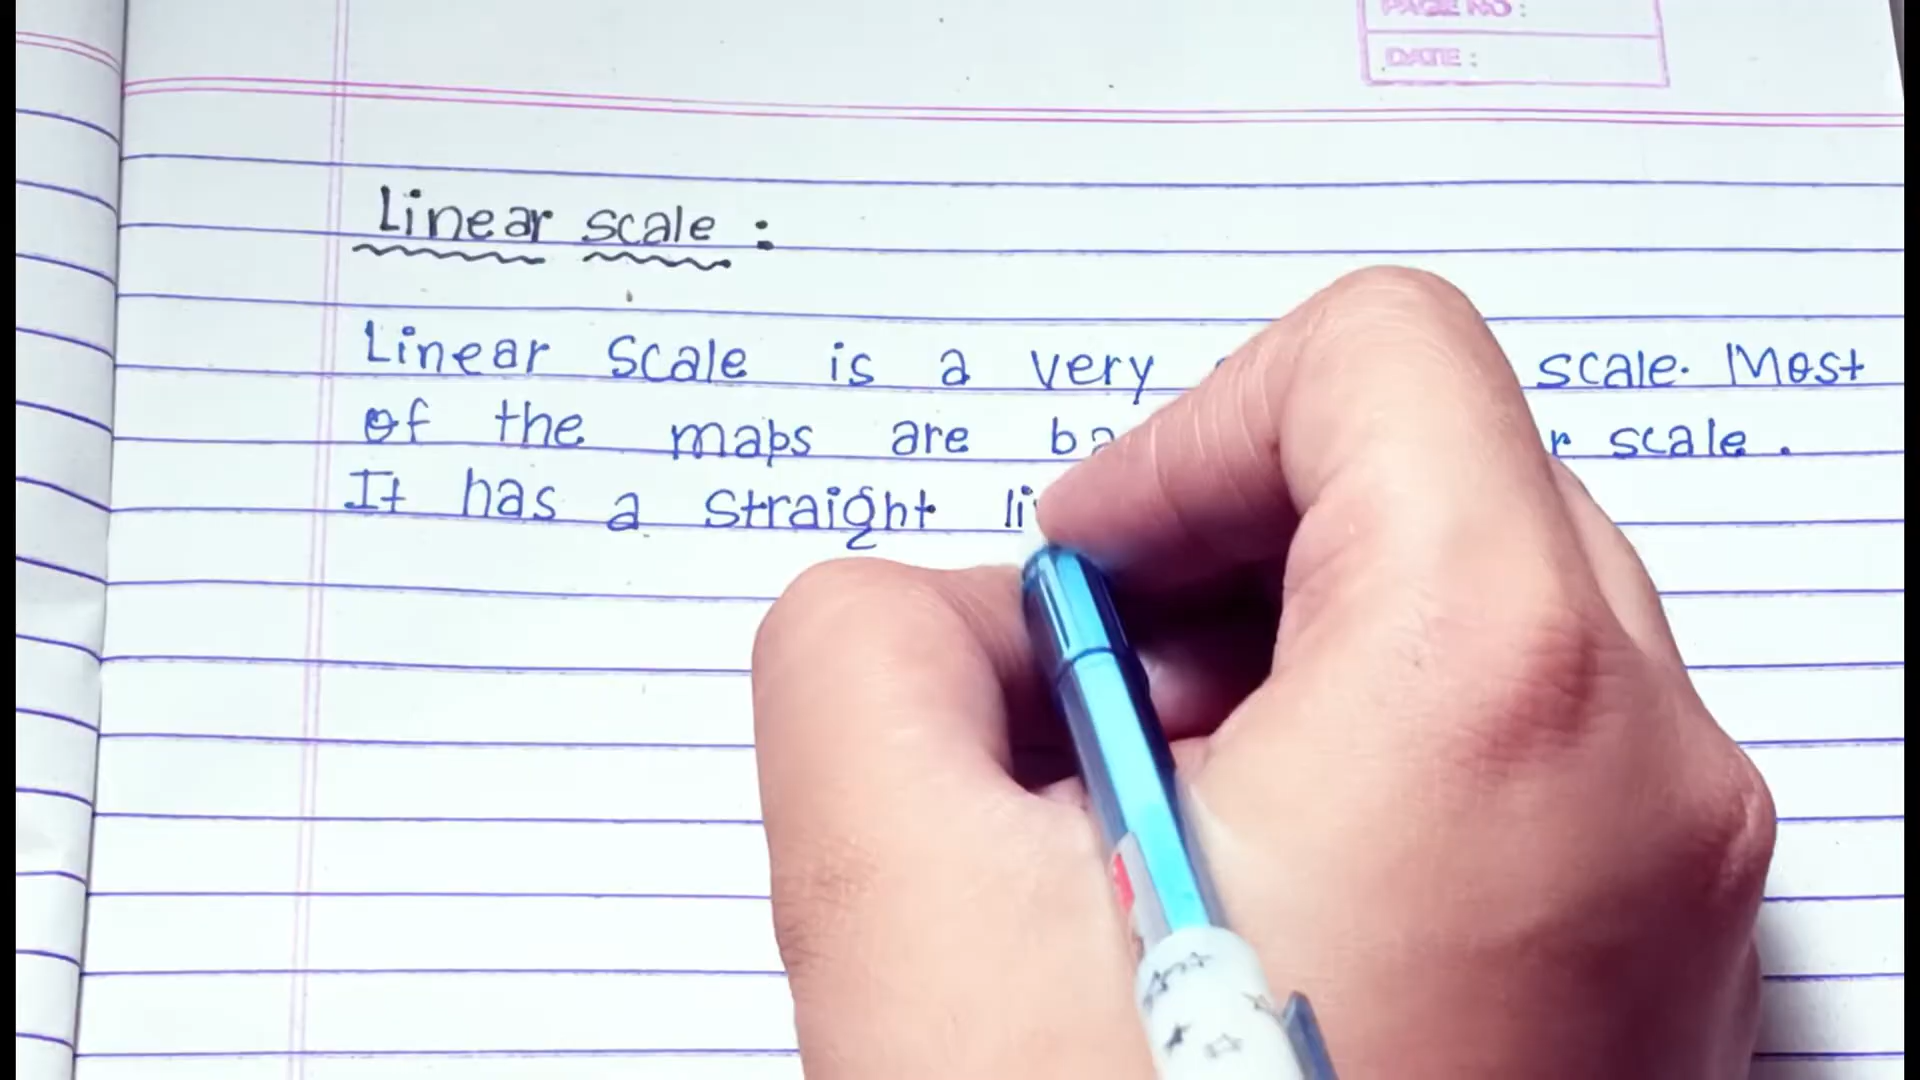 PAGE NO :
DATE :
Linear scale :
Linear Scale is a very scale. Most
of the maps are scale .
It has a straight